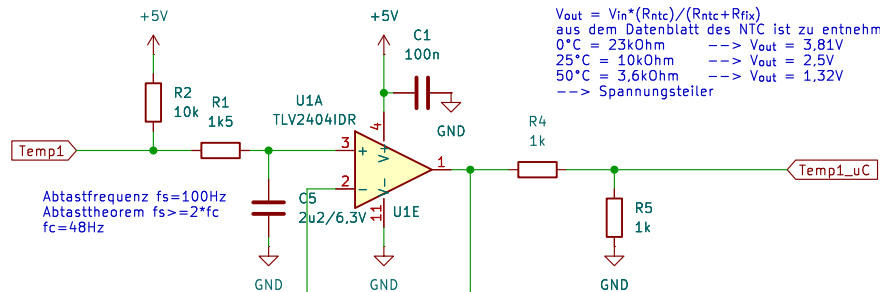 +5V
R2
10k
Temp1
R1
1k5
Abtastfrequenz fs=100Hz
Abtasttheorem fs>=2*fc
fc=48Hz
C5
2u2/6,3V
GND
U1A
TLV2404IDR
+5V
C1
100n
GND
3
+
2
-
4
V+
V-
11
1
U1E
GND
R4
1k
R5
1k
GND
Temp1_uC
Vout = Vin*(Rntc)/(Rntc+Rfix)
aus dem Datenblatt des NTC ist zu entnehm
0°C = 23kOhm --> Vout = 3,81V
25°C = 10kOhm --> Vout = 2,5V
50°C = 3,6kOhm --> Vout = 1,32V
--> Spannungsteiler